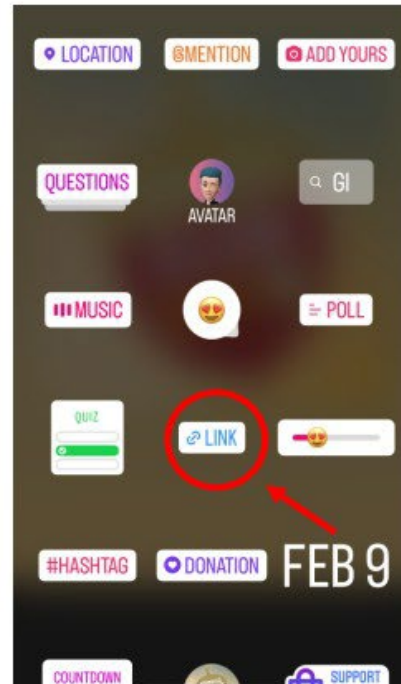 LOCATION
@MENTION
ADD YOURS
QUESTIONS
AVATAR
GI
MUSIC
POLL
QUIZ
LINK
#HASHTAG
DONATION
FEB 9
COUNTDOWN
SUPPORT